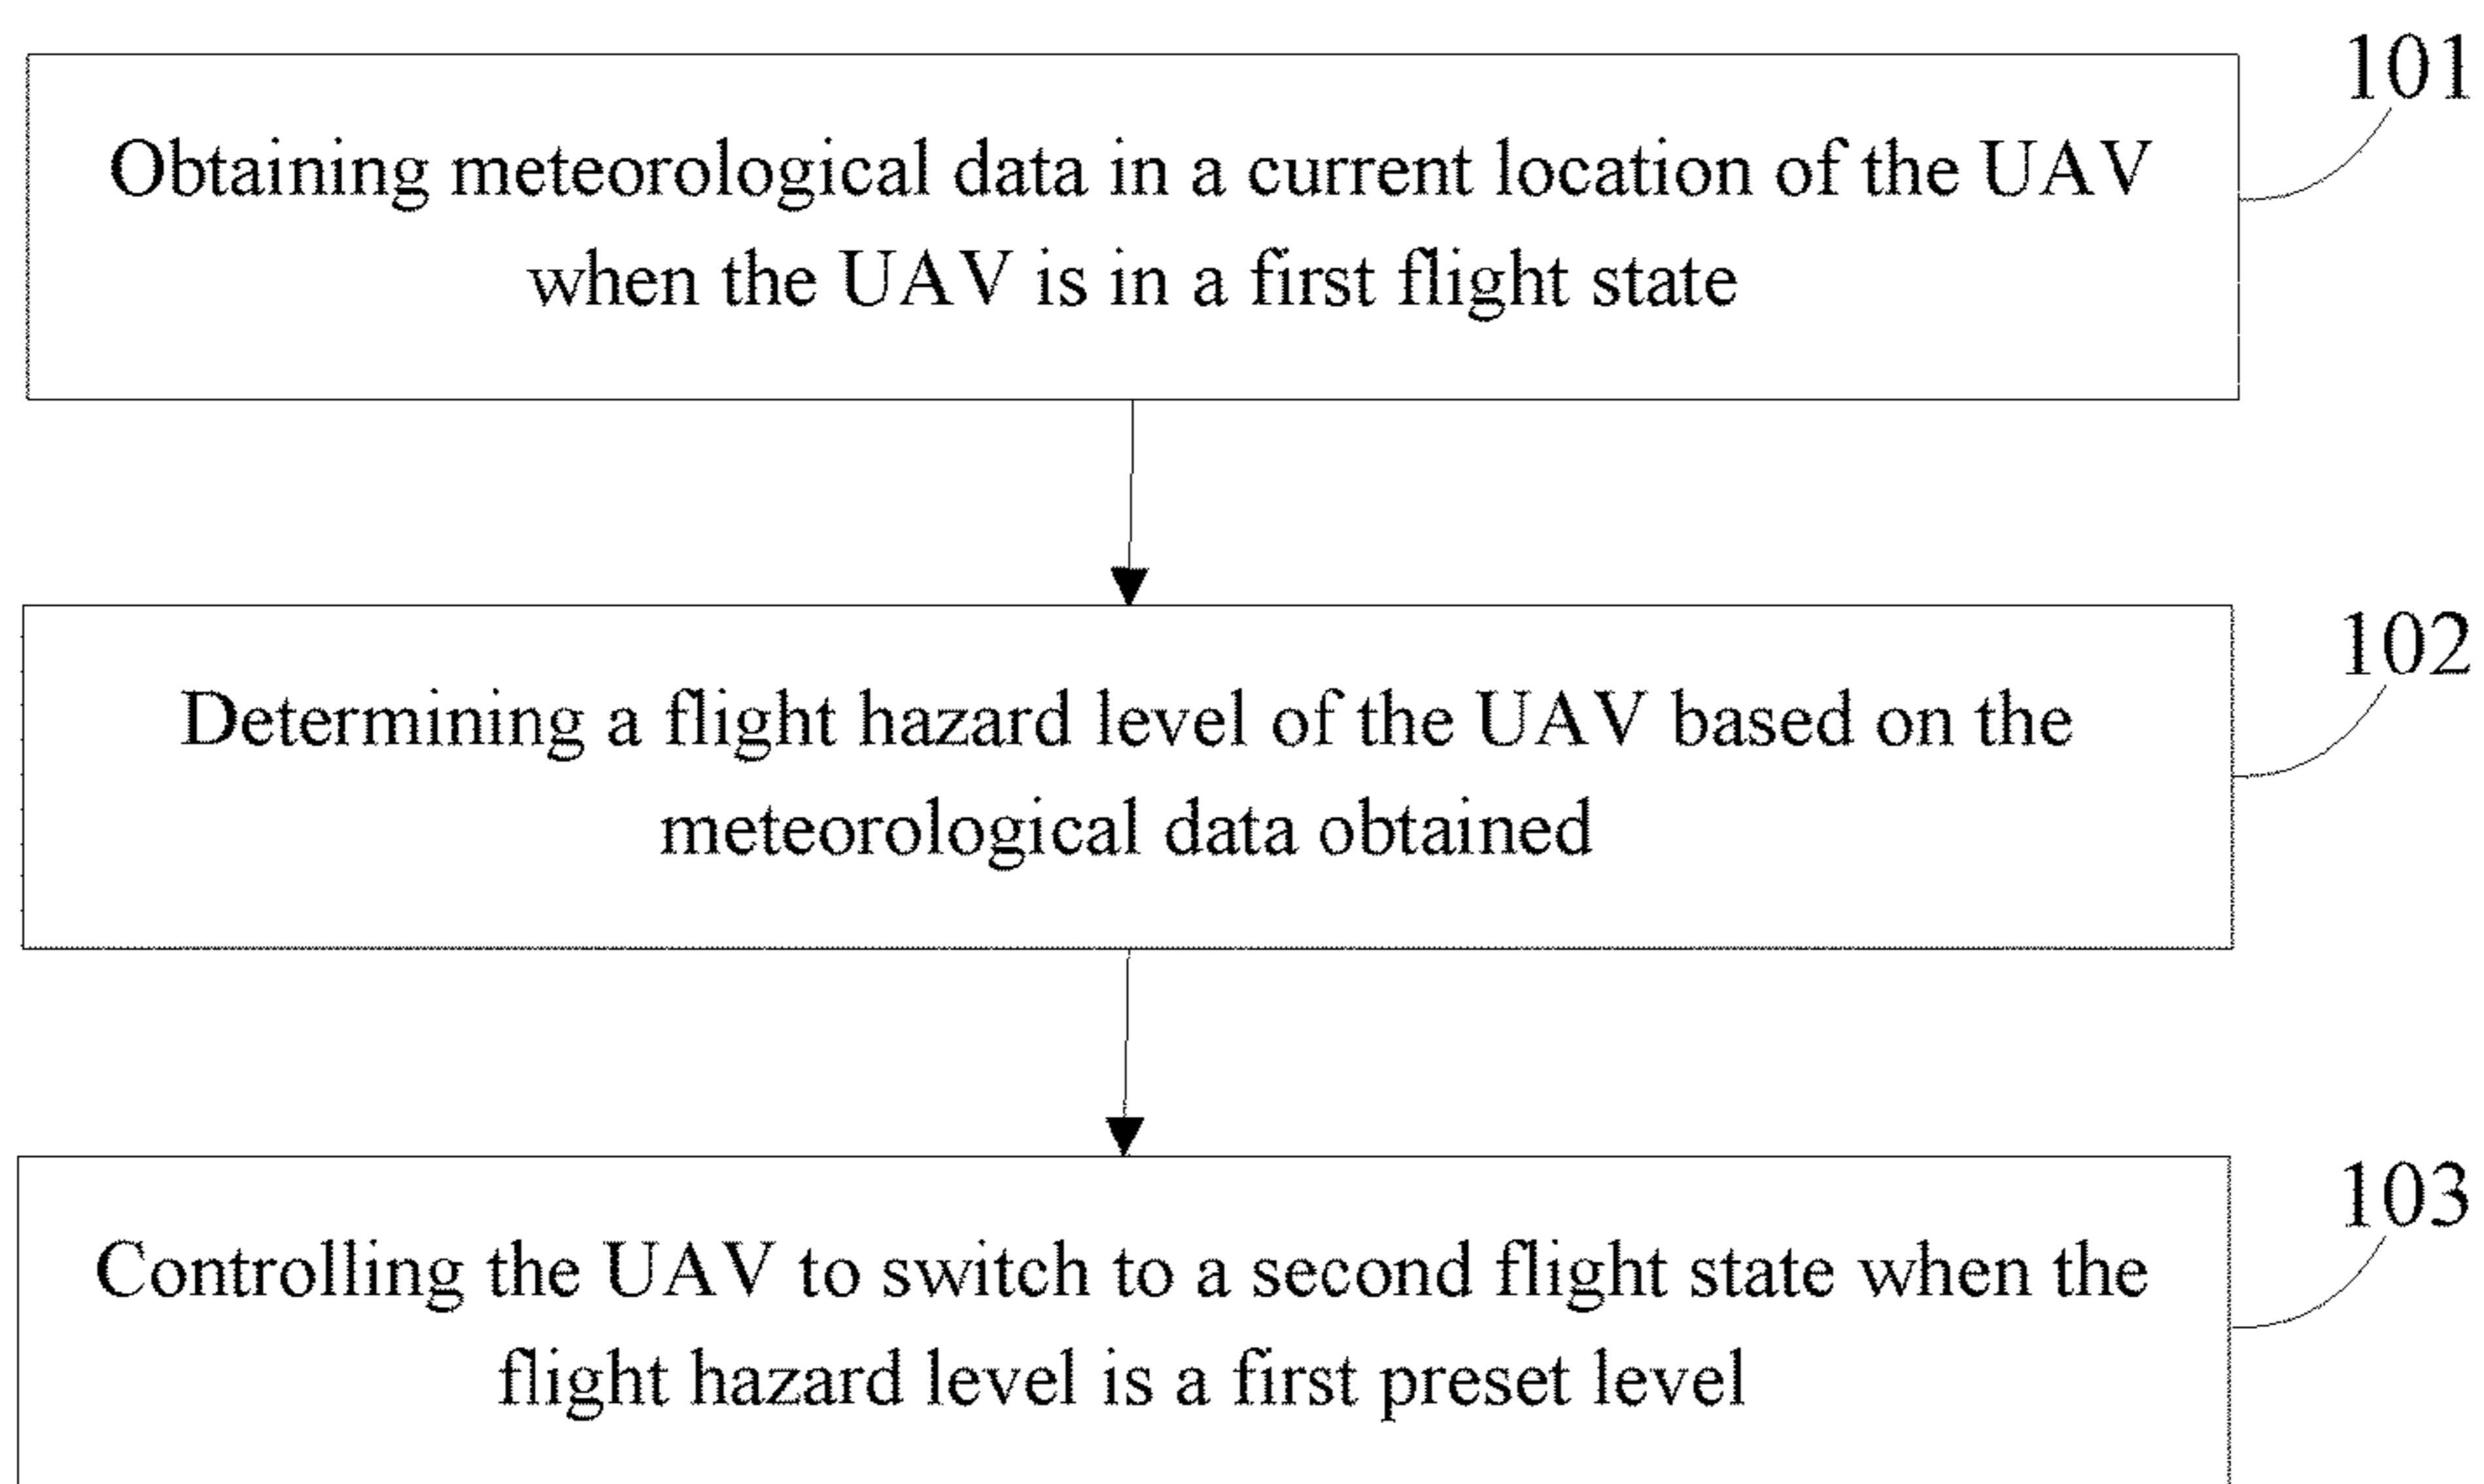 101
Obtaining meteorological data in a current location of the UAV
when the UAV is in a first flight state
102
Determining a flight hazard level of the UAV based on the
meteorological data obtained
103
Controlling the UAV to switch to a second flight state when the
flight hazard level is a first preset level